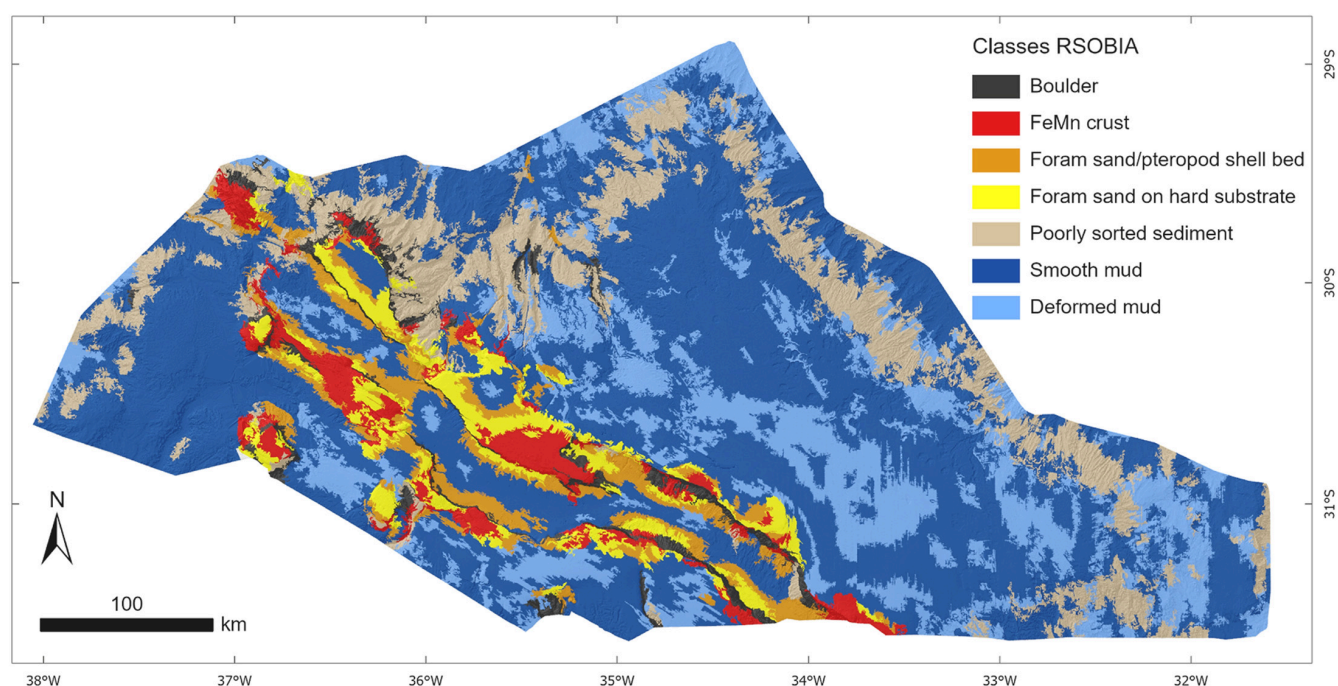 Classes RSOBIA
Boulder
FeMn crust
Foram sand/pteropod shell bed
Foram sand on hard substrate
Poorly sorted sediment
Smooth mud
Deformed mud
29°S
30°S
31°S
N
100
km
38°W
37°W
36°W
35°W
34°W
33°W
32°W